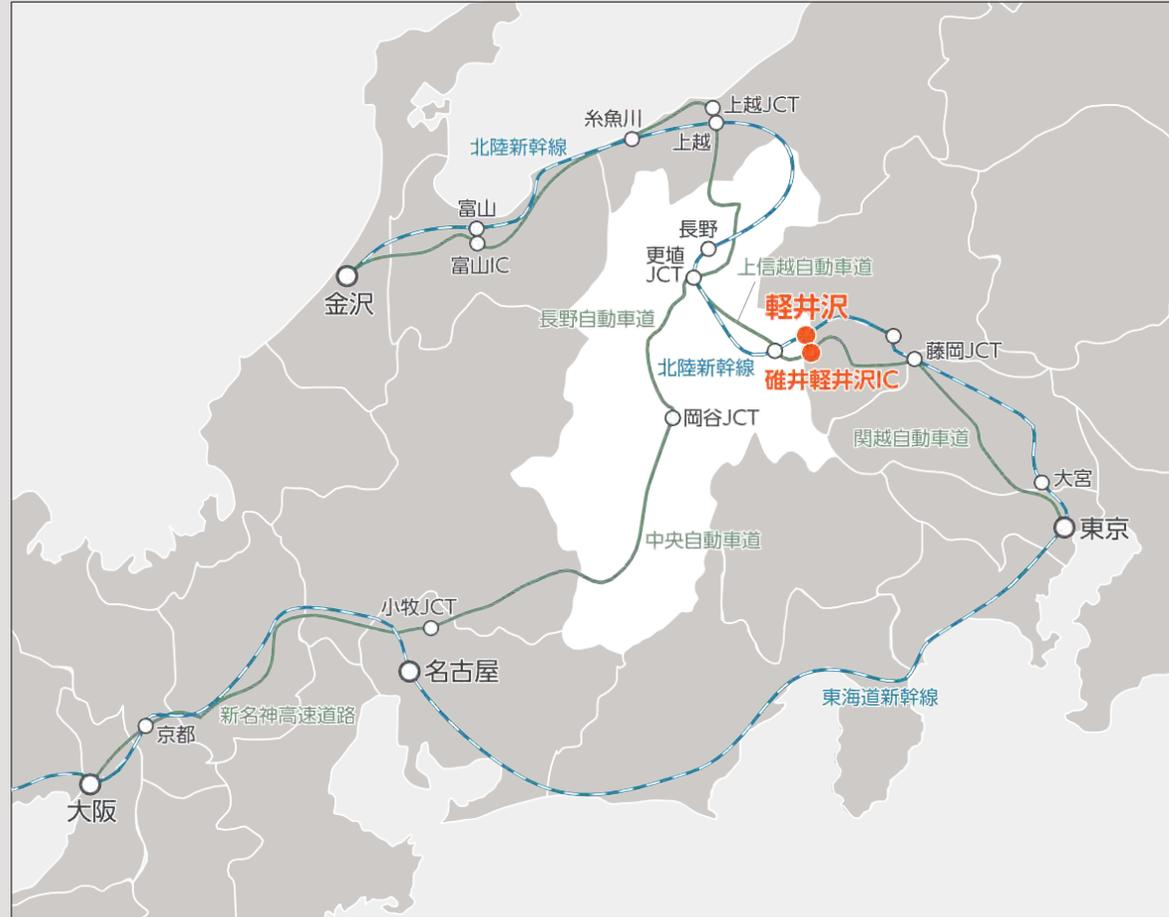 上越JCT
糸魚川
上越
北陸新幹線
富山
長野
富山IC
更埴
JCT
上信越自動車道
金沢
軽井沢
長野自動車道
藤岡JCT
北陸新幹線
碓井軽井沢IC
岡谷JCT
関越自動車道
大宮
東京
中央自動車道
小牧JCT
名古屋
東海道新幹線
新名神高速道路
京都
大阪